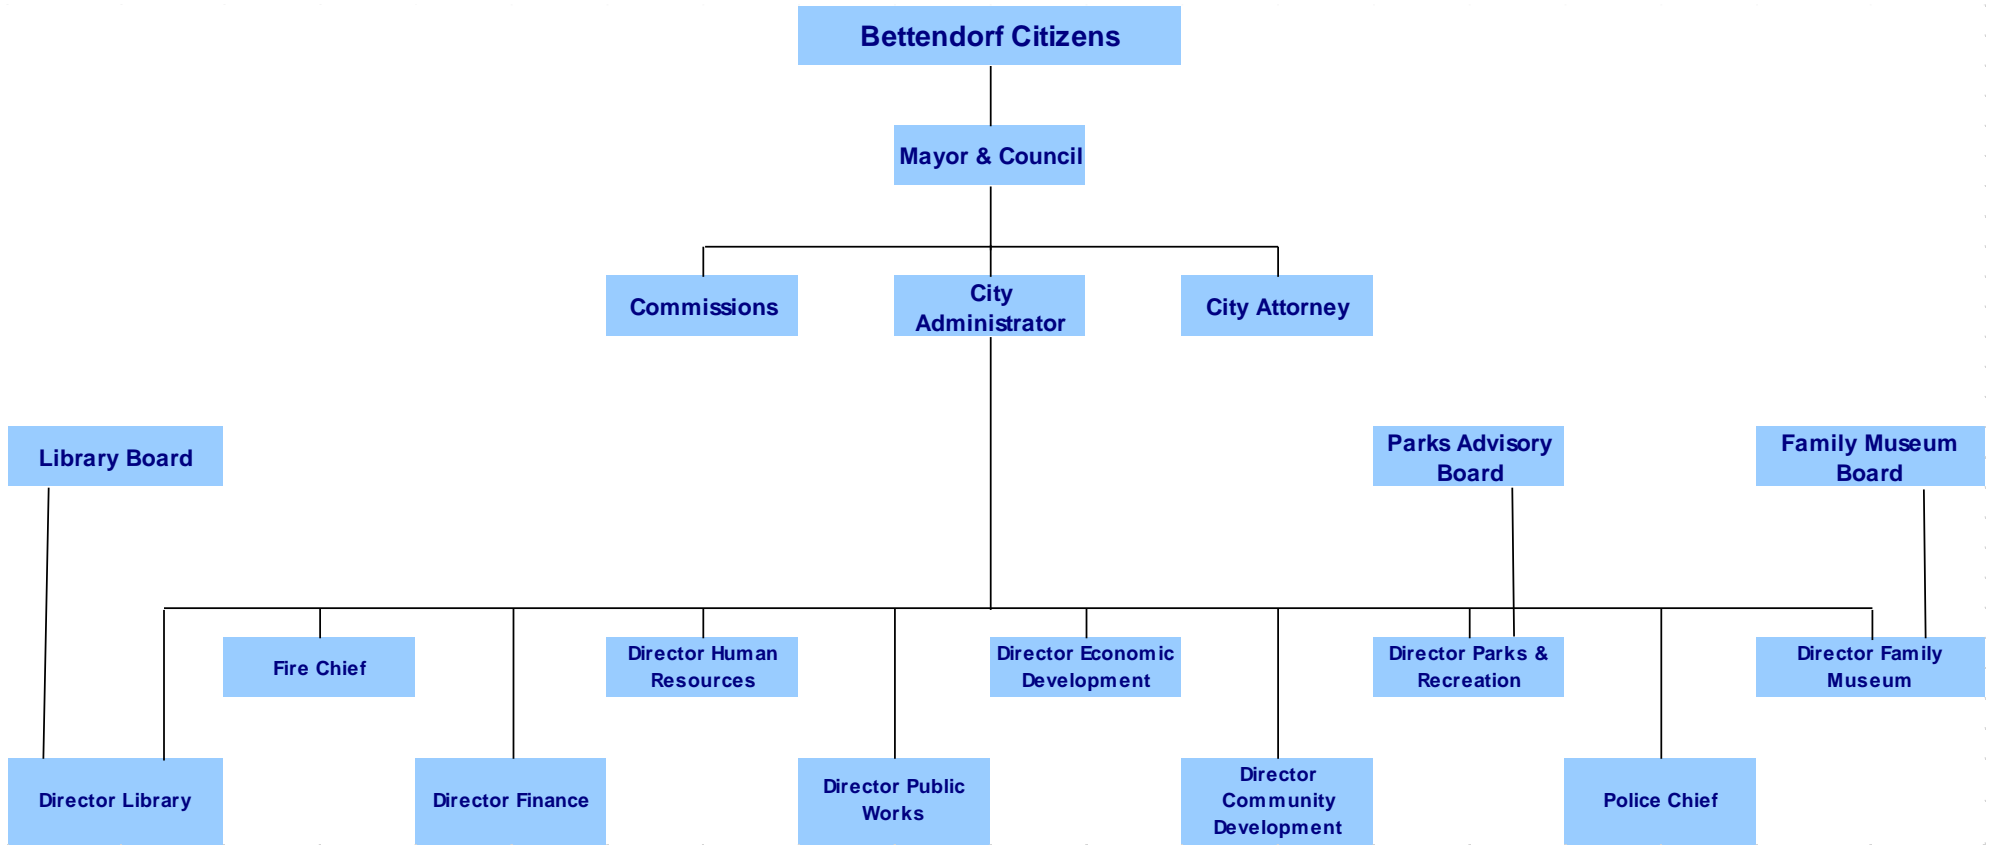 Bettendorf Citizens
Mayor & Council
Commissions
City
Administrator
City Attorney
Library Board
Parks Advisory
Board
Family Museum
Board
Fire Chief
Director Human
Resources
Director Economic
Development
Director Parks &
Recreation
Director Family
Museum
Director Library
Director Finance
Director Public
Works
Director
Community
Development
Police Chief